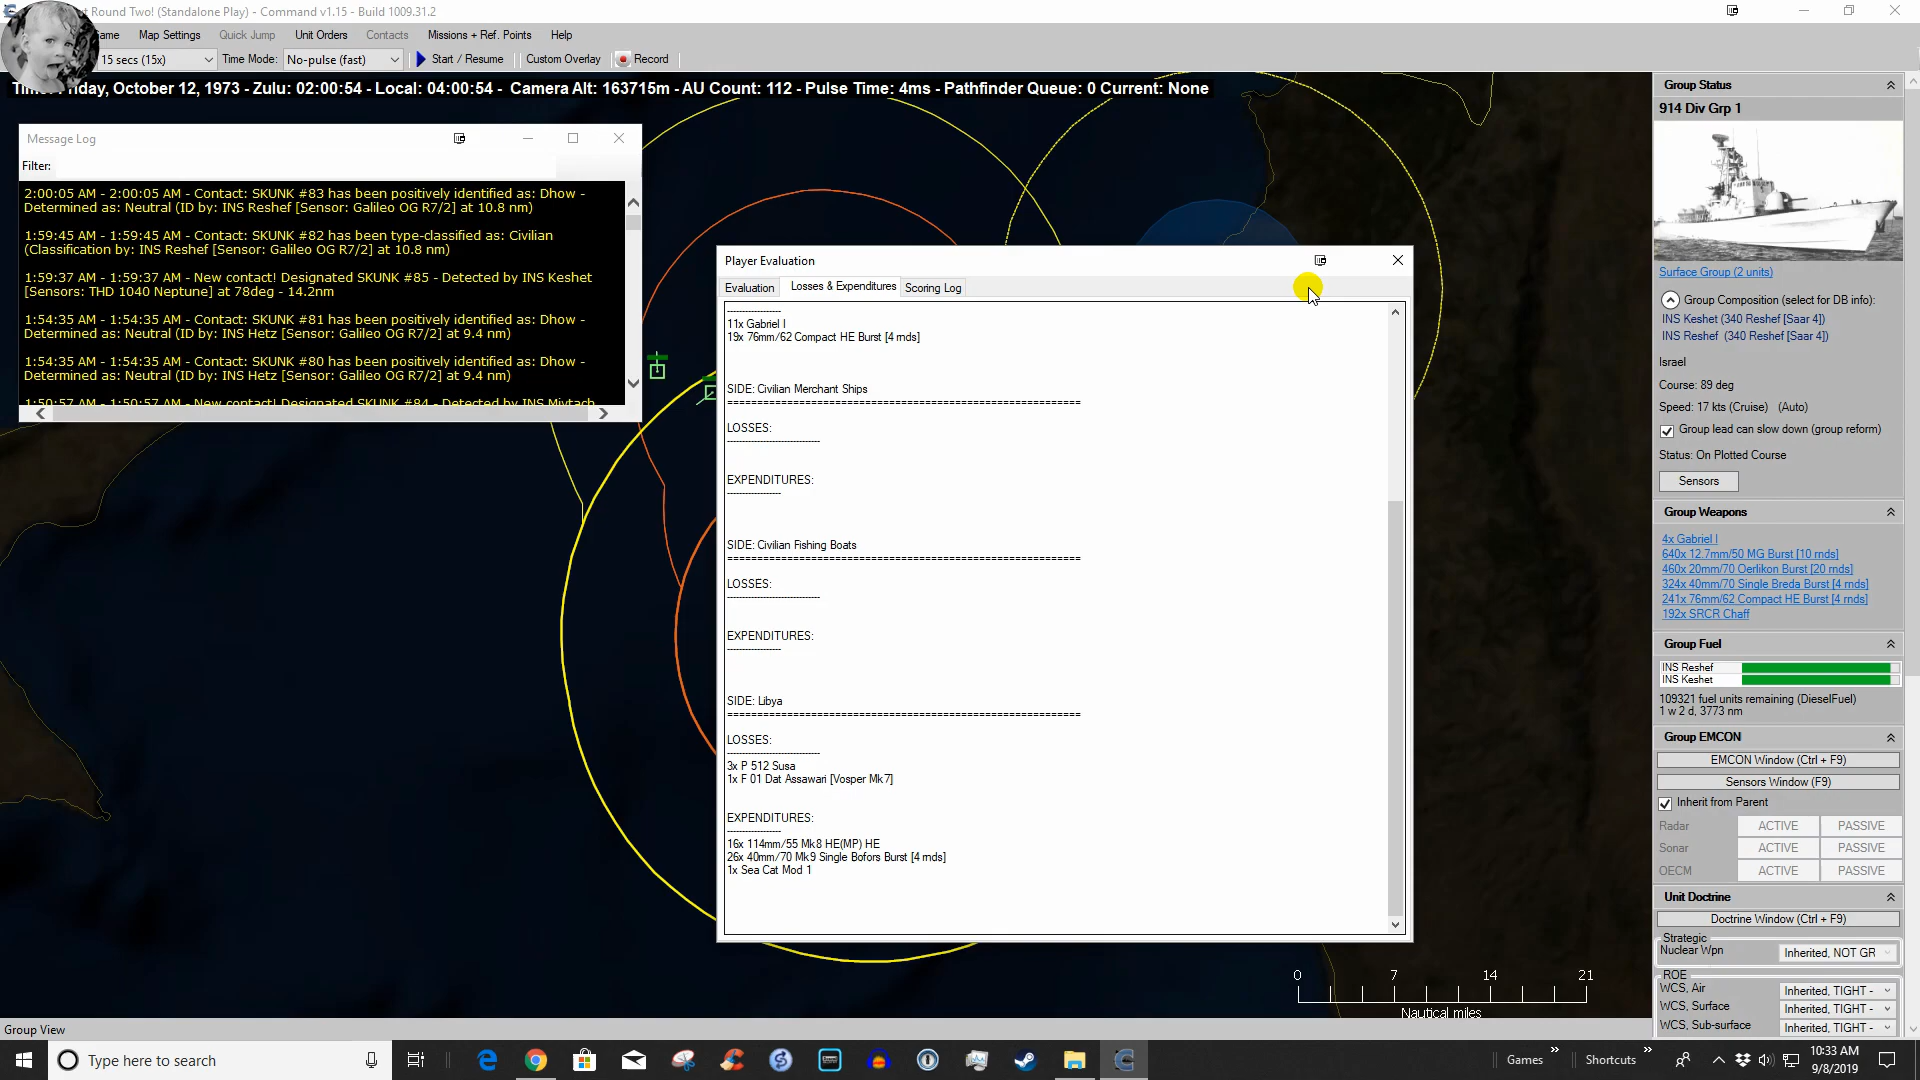 t Round Two! (Standalone Play) - Command v1.15 - Build 1009.31.2
ame Map Settings Quick Jump Unit Orders Contacts Missions + Ref. Points Help
15 secs (15x) Time Mode: No-pulse (fast) Start / Resume Custom Overlay Record
Time: Friday, October 12, 1973 - Zulu: 02:00:54 - Local: 04:00:54 - Camera Alt: 163715m - AU Count: 112 - Pulse Time: 4ms - Pathfinder Queue: 0 Current: None
Message Log
Filter:
2:00:05 AM - 2:00:05 AM - Contact: SKUNK #83 has been positively identified as: Dhow -
Determined as: Neutral (ID by: INS Reshef [Sensor: Galileo OG R7/2] at 10.8 nm)
1:59:45 AM - 1:59:45 AM - Contact: SKUNK #82 has been type-classified as: Civilian
(Classification by: INS Reshef [Sensor: Galileo OG R7/2] at 10.8 nm)
1:59:37 AM - 1:59:37 AM - New contact! Designated SKUNK #85 - Detected by INS Keshet
[Sensors: THD 1040 Neptune] at 78deg - 14.2nm
1:54:35 AM - 1:54:35 AM - Contact: SKUNK #81 has been positively identified as: Dhow -
Determined as: Neutral (ID by: INS Hetz [Sensor: Galileo OG R7/2] at 9.4 nm)
1:54:35 AM - 1:54:35 AM - Contact: SKUNK #80 has been positively identified as: Dhow -
Determined as: Neutral (ID by: INS Hetz [Sensor: Galileo OG R7/2] at 9.4 nm)
1:50:57 AM - 1:50:57 AM - New contact! Designated SKUNK #84 - Detected by INS Mivtach
Player Evaluation
Evaluation Losses & Expenditures Scoring Log
------------------
11x Gabriel I
19x 76mm/62 Compact HE Burst [4 rnds]
SIDE: Civilian Merchant Ships
===========================================================
LOSSES:
-------------------------------
EXPENDITURES:
------------------
SIDE: Civilian Fishing Boats
===========================================================
LOSSES:
-------------------------------
EXPENDITURES:
------------------
SIDE: Libya
===========================================================
LOSSES:
-------------------------------
3x P 512 Susa
1x F 01 Dat Assawari [Vosper Mk7]
EXPENDITURES:
------------------
16x 114mm/55 Mk8 HE(MP) HE
26x 40mm/70 Mk9 Single Bofors Burst [4 rnds]
1x Sea Cat Mod 1
0 7 14 21
Nautical miles
Group Status
914 Div Grp 1
Surface Group (2 units)
Group Composition (select for DB info):
INS Keshet (340 Reshef [Saar 4])
INS Reshef (340 Reshef [Saar 4])
Israel
Course: 89 deg
Speed: 17 kts (Cruise) (Auto)
Group lead can slow down (group reform)
Status: On Plotted Course
Sensors
Group Weapons
4x Gabriel I
640x 12.7mm/50 MG Burst [10 rnds]
460x 20mm/70 Oerlikon Burst [20 rnds]
324x 40mm/70 Single Breda Burst [4 rnds]
241x 76mm/62 Compact HE Burst [4 rnds]
192x SRCR Chaff
Group Fuel
INS Reshef
INS Keshet
109321 fuel units remaining (DieselFuel)
1 w 2 d, 3773 nm
Group EMCON
EMCON Window (Ctrl + F9)
Sensors Window (F9)
Inherit from Parent
Radar ACTIVE PASSIVE
Sonar ACTIVE PASSIVE
OECM ACTIVE PASSIVE
Unit Doctrine
Doctrine Window (Ctrl + F9)
Strategic
Nuclear Wpn Inherited, NOT GR
ROE
WCS, Air Inherited, TIGHT -
WCS, Surface Inherited, TIGHT -
WCS, Sub-surface Inherited, TIGHT -
Group View
Type here to search
Games Shortcuts
10:33 AM
9/8/2019